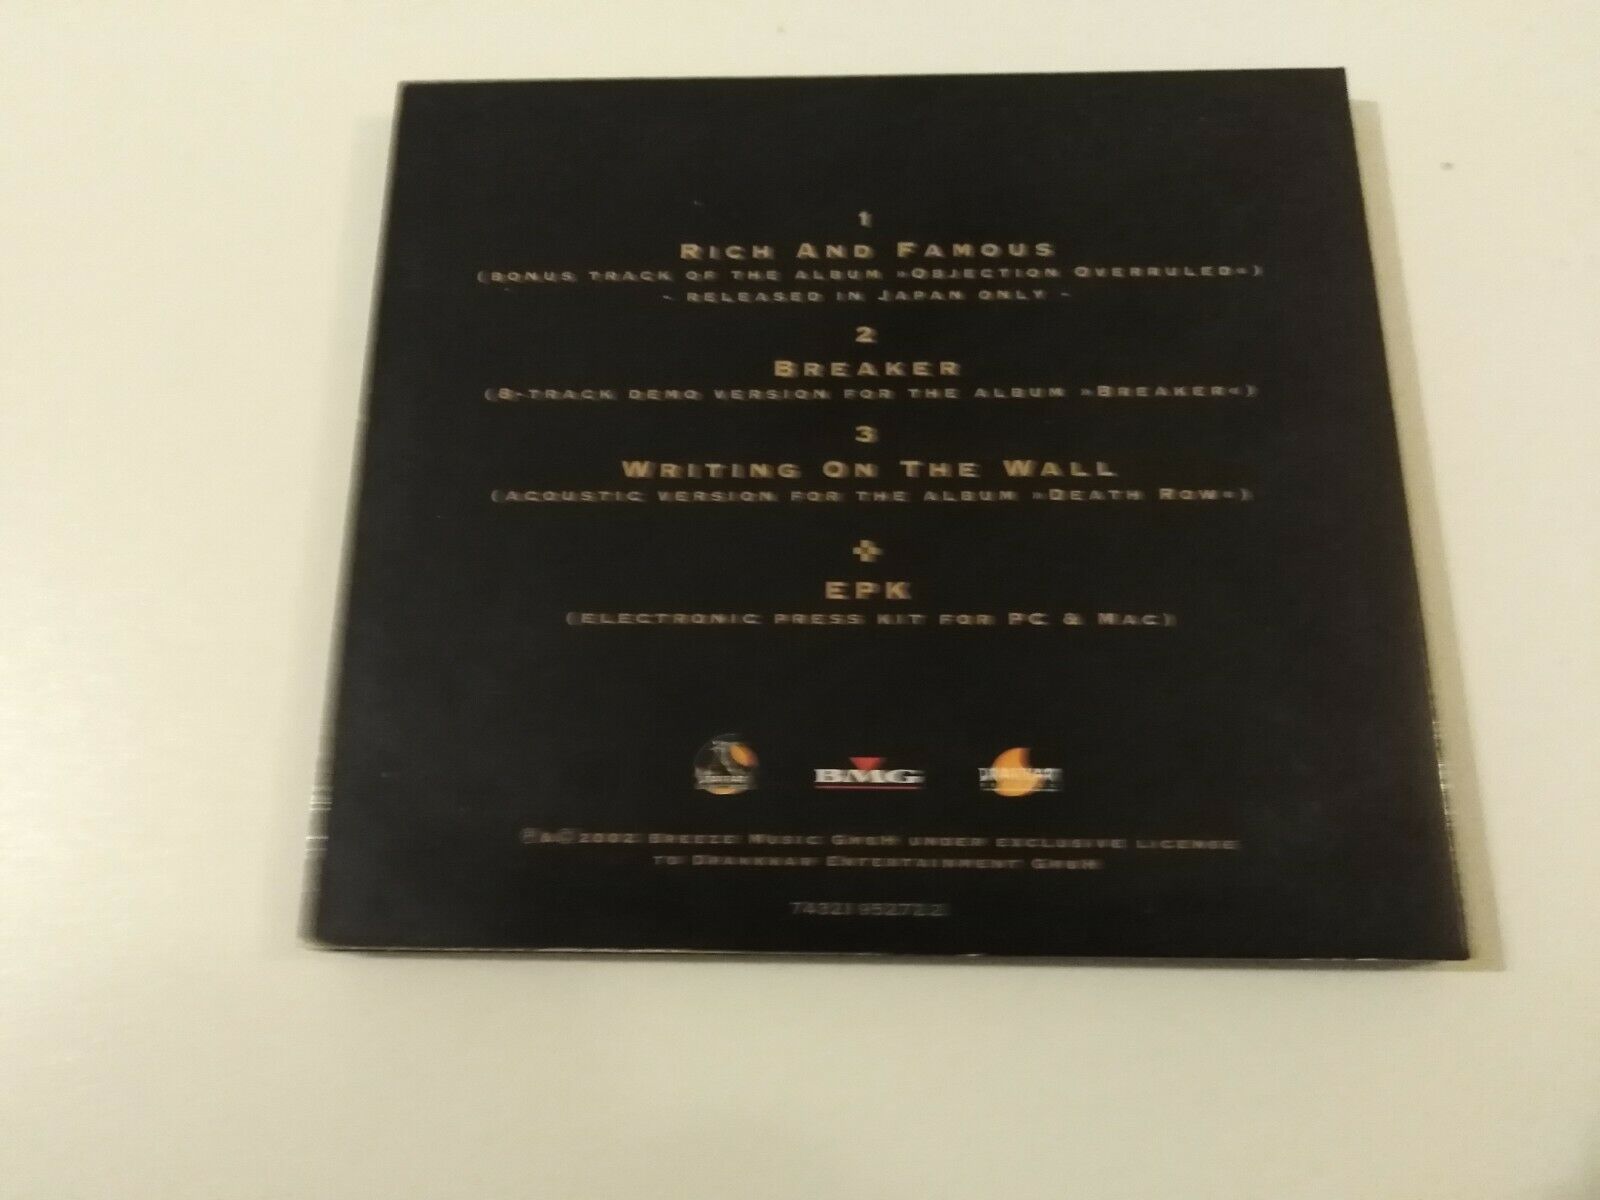 1
Rich And Famous
(bonus track of the album »Objection Overruled«)
- released in Japan only -
2
Breaker
(8-track demo version for the album »Breaker«)
3
Writing On The Wall
(acoustic version for the album »Death Row«)
+
EPK
(electronic press kit for PC & Mac)
BMG
℗&©2002 Breeze Music GmbH under exclusive license
to Drakkar Entertainment GmbH
74321 95271 2